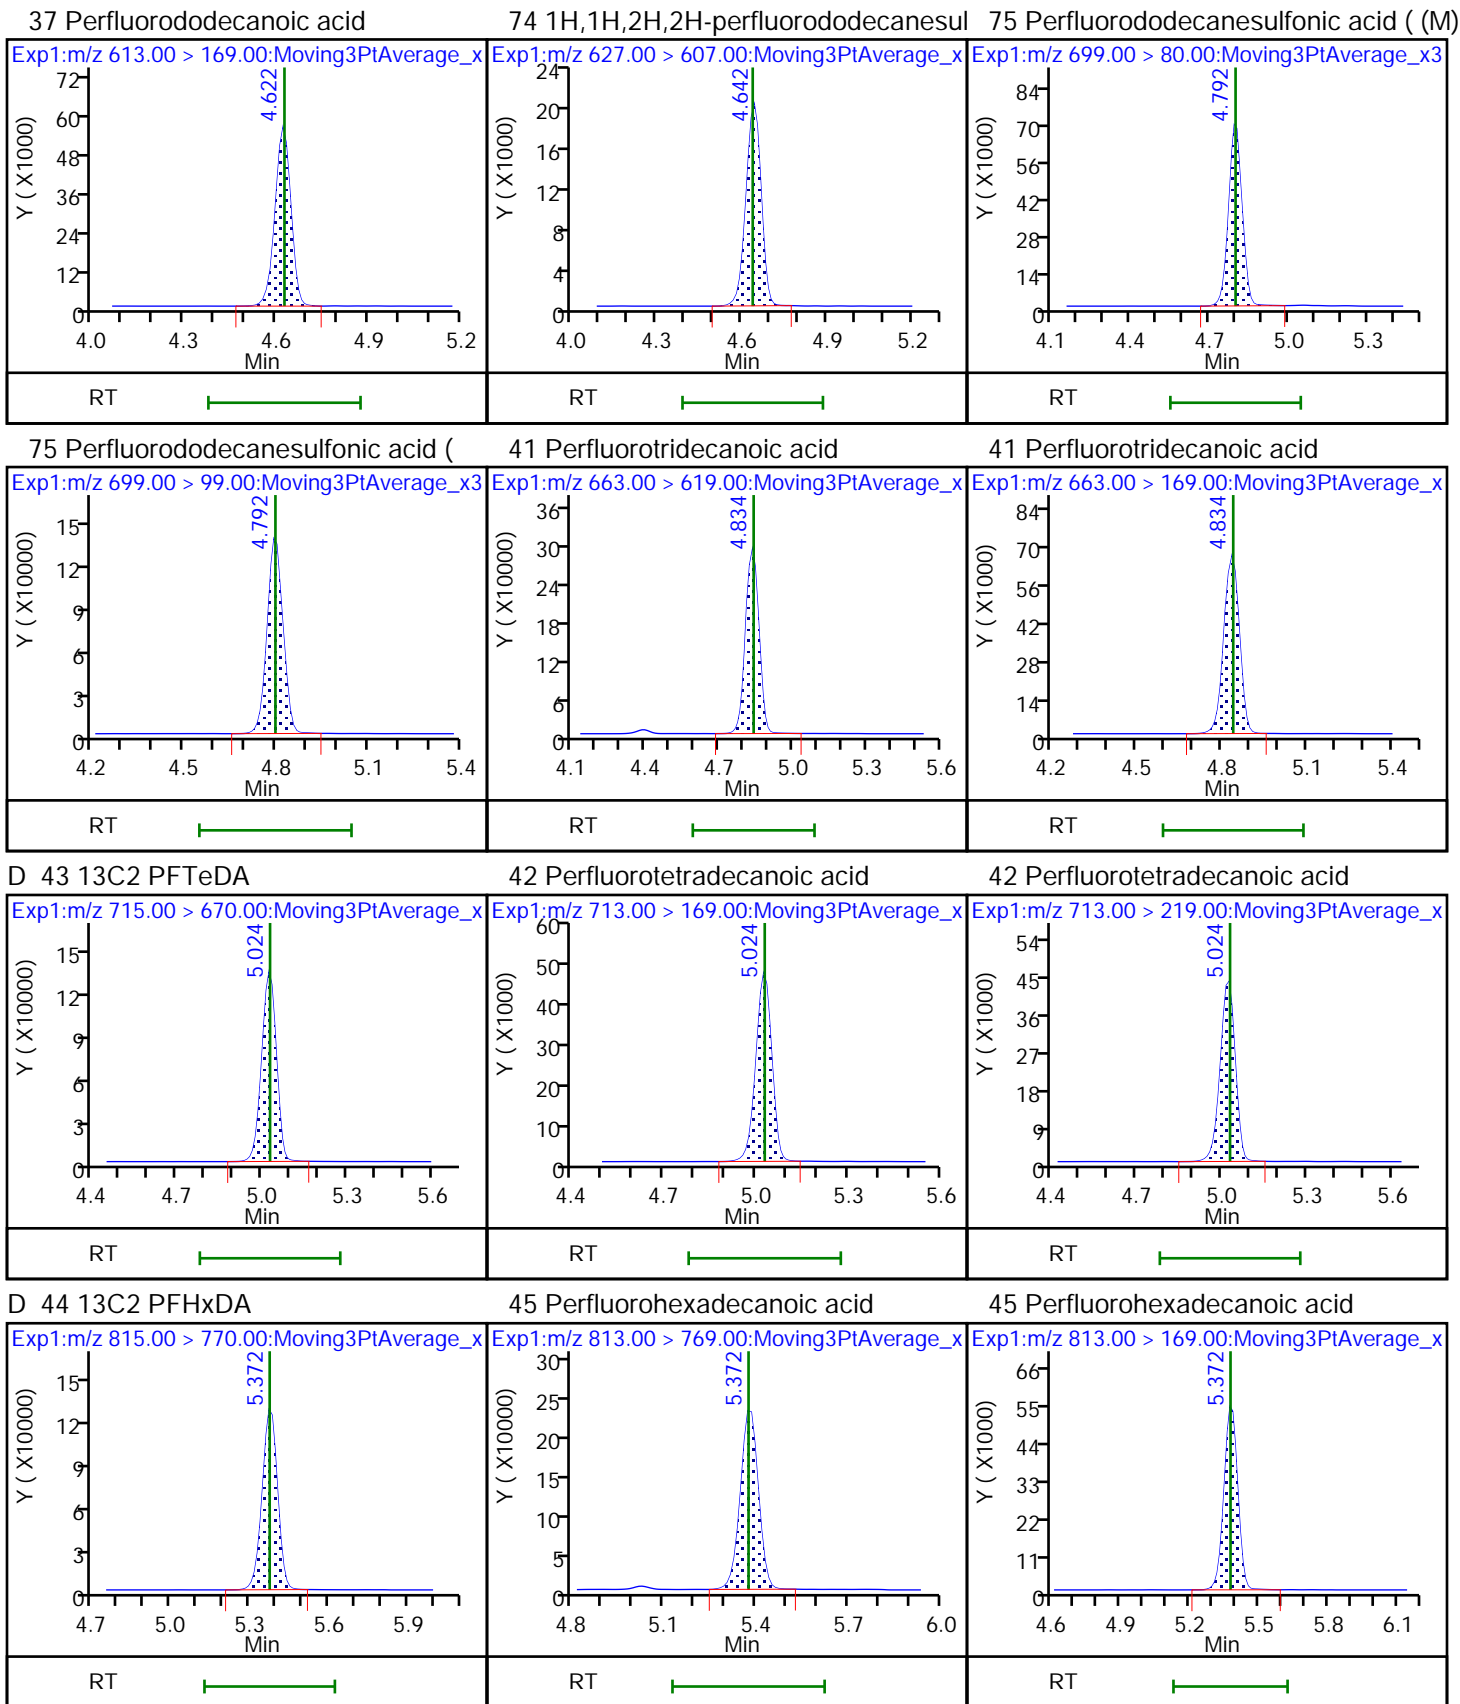 37 Perfluorododecanoic acid
74 1H,1H,2H,2H-perfluorododecanesul
75 Perfluorododecanesulfonic acid ( (M)
Exp1:m/z 613.00 > 169.00:Moving3PtAverage_x
Exp1:m/z 627.00 > 607.00:Moving3PtAverage_x
Exp1:m/z 699.00 > 80.00:Moving3PtAverage_x3
Y ( X1000)
72
60
48
36
24
12
0
4.622
4.0 4.3 4.6 4.9 5.2
Min
RT
Y ( X1000)
24
20
16
12
8
4
0
4.642
4.0 4.3 4.6 4.9 5.2
Min
RT
Y ( X1000)
84
70
56
42
28
14
0
4.792
4.1 4.4 4.7 5.0 5.3
Min
RT
75 Perfluorododecanesulfonic acid (
41 Perfluorotridecanoic acid
41 Perfluorotridecanoic acid
Exp1:m/z 699.00 > 99.00:Moving3PtAverage_x3
Exp1:m/z 663.00 > 619.00:Moving3PtAverage_x
Exp1:m/z 663.00 > 169.00:Moving3PtAverage_x
Y ( X10000)
15
12
9
6
3
0
4.792
4.2 4.5 4.8 5.1 5.4
Min
RT
Y ( X10000)
36
30
24
18
12
6
0
4.834
4.1 4.4 4.7 5.0 5.3 5.6
Min
RT
Y ( X1000)
84
70
56
42
28
14
0
4.834
4.2 4.5 4.8 5.1 5.4
Min
RT
D 43 13C2 PFTeDA
42 Perfluorotetradecanoic acid
42 Perfluorotetradecanoic acid
Exp1:m/z 715.00 > 670.00:Moving3PtAverage_x
Exp1:m/z 713.00 > 169.00:Moving3PtAverage_x
Exp1:m/z 713.00 > 219.00:Moving3PtAverage_x
Y ( X10000)
15
12
9
6
3
0
5.024
4.4 4.7 5.0 5.3 5.6
Min
RT
Y ( X1000)
60
50
40
30
20
10
0
5.024
4.4 4.7 5.0 5.3 5.6
Min
RT
Y ( X1000)
54
45
36
27
18
9
0
5.024
4.4 4.7 5.0 5.3 5.6
Min
RT
D 44 13C2 PFHxDA
45 Perfluorohexadecanoic acid
45 Perfluorohexadecanoic acid
Exp1:m/z 815.00 > 770.00:Moving3PtAverage_x
Exp1:m/z 813.00 > 769.00:Moving3PtAverage_x
Exp1:m/z 813.00 > 169.00:Moving3PtAverage_x
Y ( X10000)
15
12
9
6
3
0
5.372
4.7 5.0 5.3 5.6 5.9
Min
RT
Y ( X10000)
30
25
20
15
10
5
0
5.372
4.8 5.1 5.4 5.7 6.0
Min
RT
Y ( X1000)
66
55
44
33
22
11
0
5.372
4.6 4.9 5.2 5.5 5.8 6.1
Min
RT